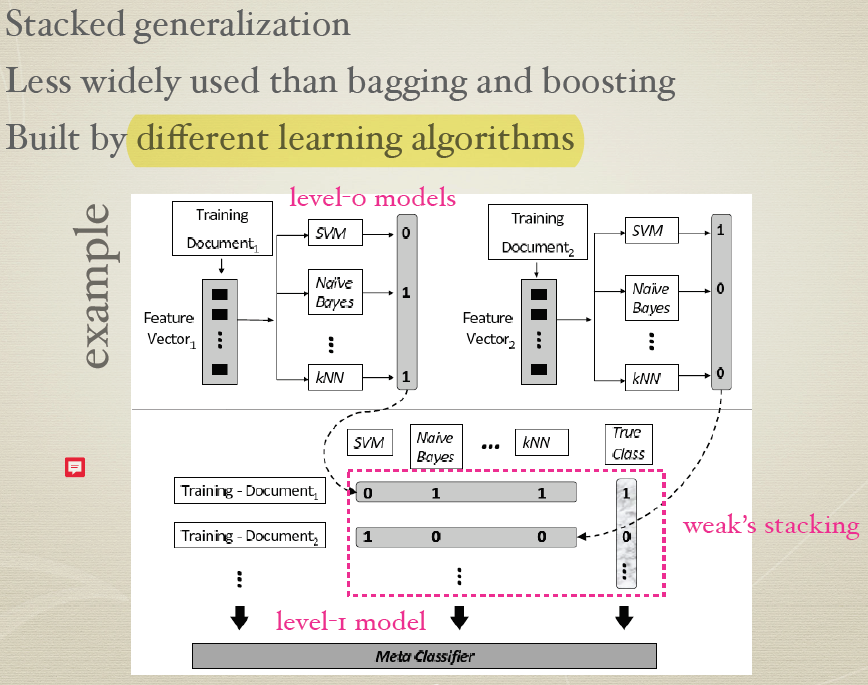 Stacked generalization
Less widely used than bagging and boosting
Built by different learning algorithms
example
level-0 models
Training
Document1
SVM
0
Naïve
Bayes
1
Feature
Vector1
kNN
1
Training
Document2
SVM
1
Naïve
Bayes
0
Feature
Vector2
kNN
0
SVM
Naive
Bayes
...
kNN
True
Class
Training - Document1
0 1 1 1
Training - Document2
1 0 0 0
weak's stacking
level-1 model
Meta Classifier